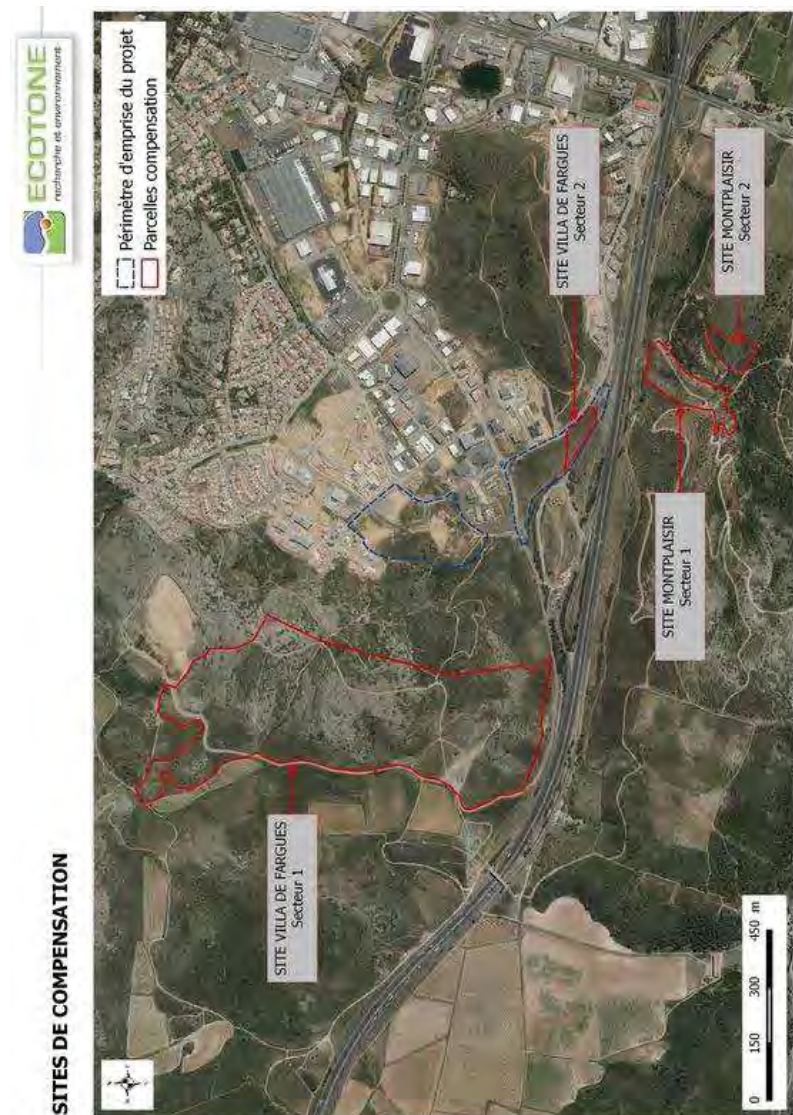 SITES DE COMPENSATION
ECOTONE
recherche et environnement
Périmètre d'emprise du projet
Parcelles compensation
SITE VILLA DE FARGUES
Secteur 1
SITE VILLA DE FARGUES
Secteur 2
SITE MONTPLAISIR
Secteur 1
SITE MONTPLAISIR
Secteur 2
0 150 300 450 m